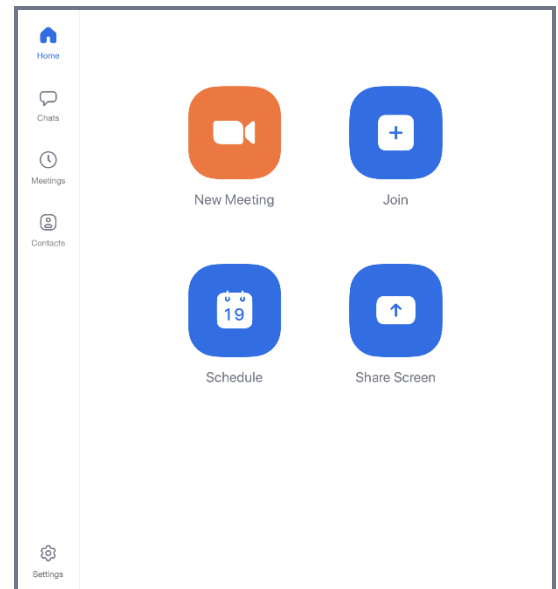 Home
Chats
Meetings
Contacts
New Meeting
Join
19
Schedule
Share Screen
Settings